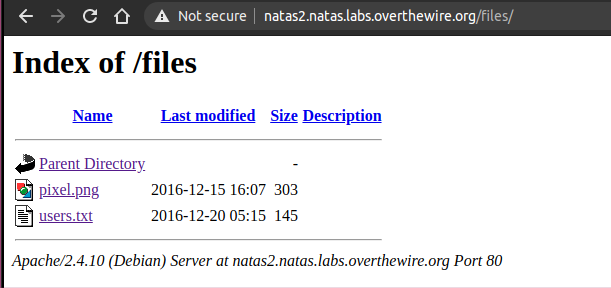 Not secure | natas2.natas.labs.overthewire.org/files/
Index of /files
Name Last modified Size Description
Parent Directory -
pixel.png 2016-12-15 16:07 303
users.txt 2016-12-20 05:15 145
Apache/2.4.10 (Debian) Server at natas2.natas.labs.overthewire.org Port 80